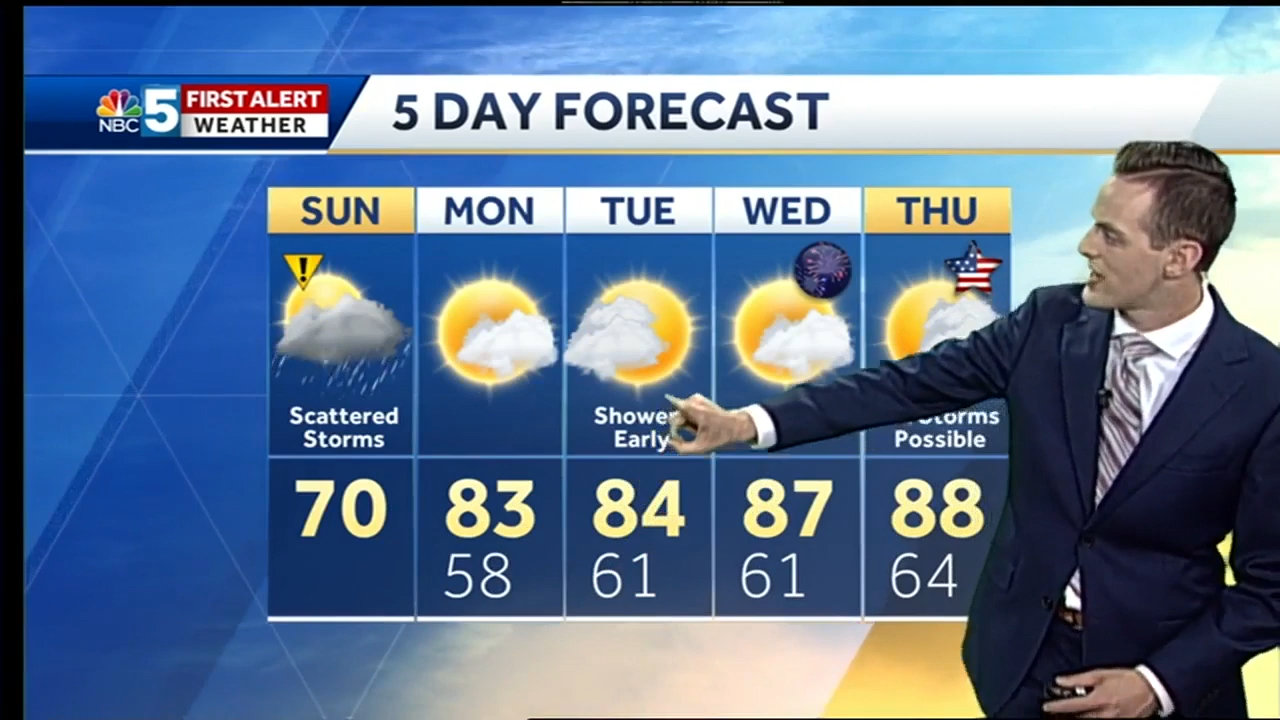 NBC 5 FIRST ALERT
WEATHER
5 DAY FORECAST
SUN MON TUE WED THU
!
Scattered
Storms
Early
Possible
70 83 84 87 88
58 61 61 64